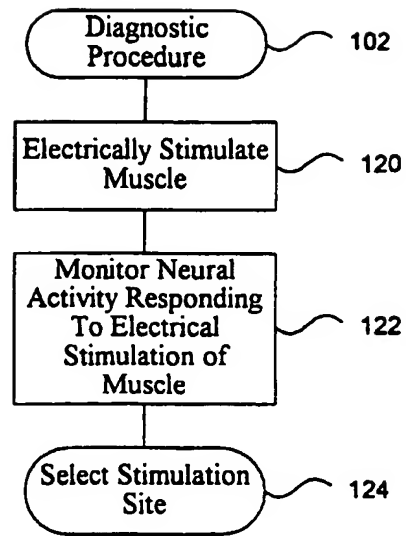 Diagnostic
Procedure
102
Electrically Stimulate
Muscle
120
Monitor Neural
Activity Responding
To Electrical
Stimulation of
Muscle
122
Select Stimulation
Site
124